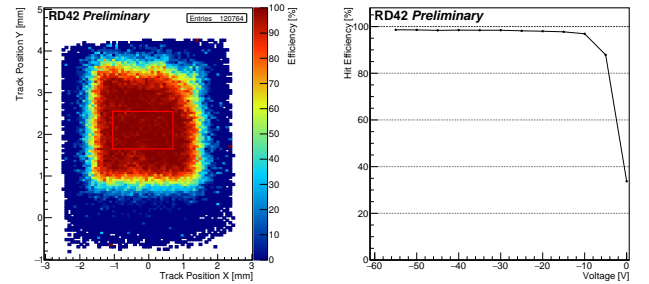 RD42 Preliminary
Entries 120764
Track Position Y [mm]
5
4
3
2
1
0
−1
−3 −2 −1 0 1 2 3
Track Position X [mm]
100
90
80
70
60
50
40
30
20
10
0
Efficiency [%]
RD42 Preliminary
Hit Efficiency [%]
100%
80%
60%
40%
20%
0%
−60 −50 −40 −30 −20 −10 0
Voltage [V]